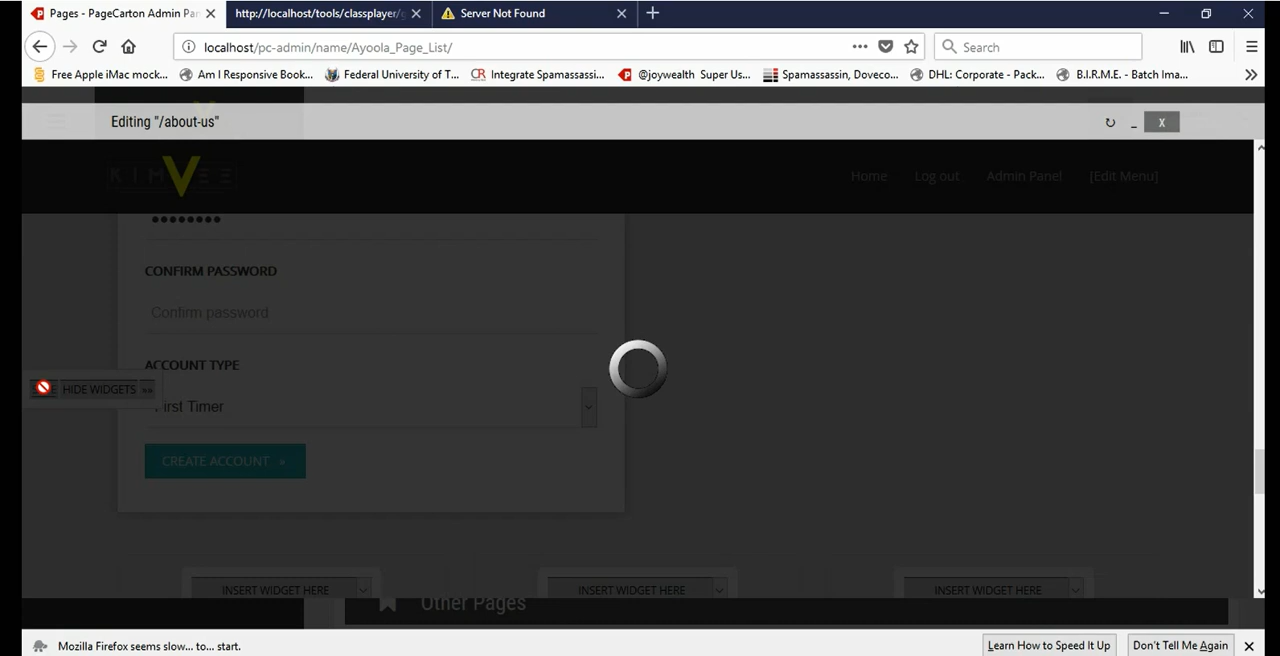 Pages - PageCarton Admin Par
http://localhost/tools/classplayer/g
Server Not Found
localhost/pc-admin/name/Ayoola_Page_List/
Search
Free Apple iMac mock...
Am I Responsive Book...
Federal University of T...
CR Integrate Spamassassi...
@joywealth Super Us...
Spamassassin, Doveco...
DHL: Corporate - Pack...
B.I.R.M.E. - Batch Ima...
Editing "/about-us"
X
KIMVEE
Home
Log out
Admin Panel
[Edit Menu]
CONFIRM PASSWORD
Confirm password
ACCOUNT TYPE
HIDE WIDGETS »»
First Timer
CREATE ACCOUNT »
INSERT WIDGET HERE
INSERT WIDGET HERE
INSERT WIDGET HERE
Other Pages
Mozilla Firefox seems slow... to... start.
Learn How to Speed It Up
Don't Tell Me Again